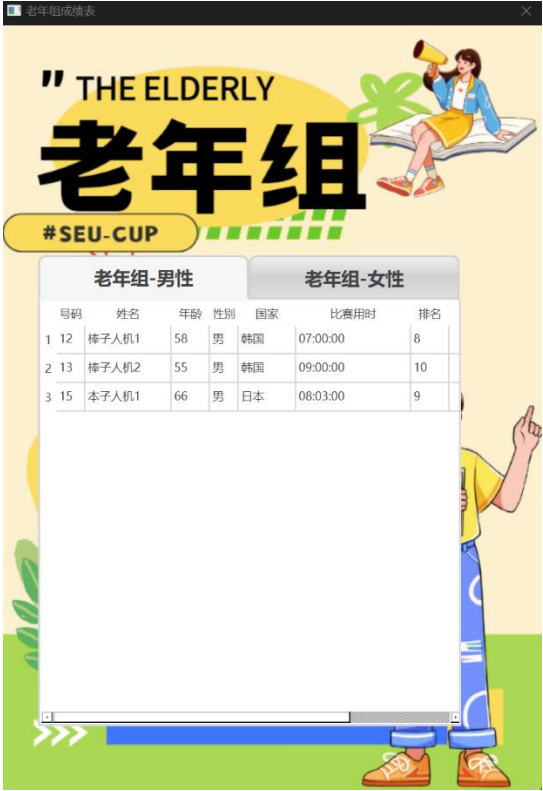 老年组成绩表
" THE ELDERLY
老年组
#SEU-CUP
老年组-男性 老年组-女性
号码 姓名 年龄 性别 国家 比赛用时 排名
1 12 棒子人机1 58 男 韩国 07:00:00 8
2 13 棒子人机2 55 男 韩国 09:00:00 10
3 15 本子人机1 66 男 日本 08:03:00 9